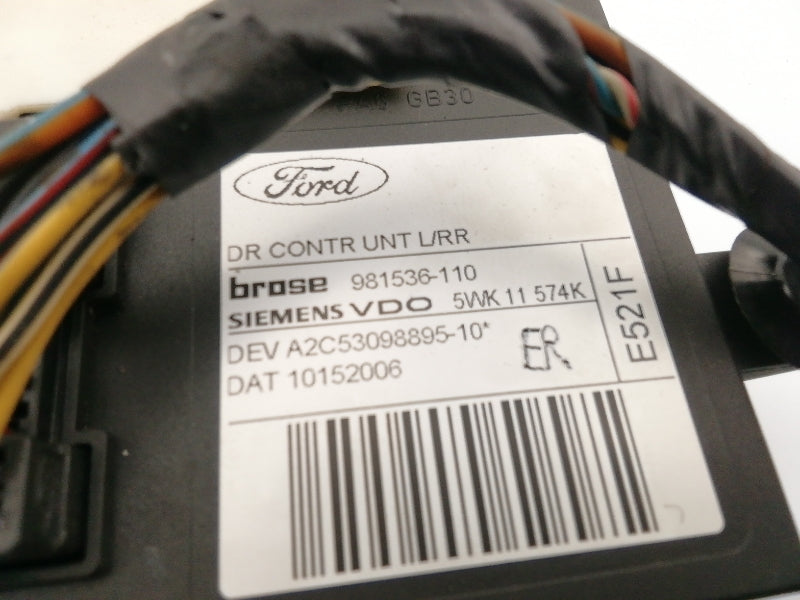 GB30
Ford
DR CONTR UNT L/RR
brose 981536-110
SIEMENS VDO 5WK 11 574K
DEV A2C53098895-10*
DAT 10152006
ER
E521F